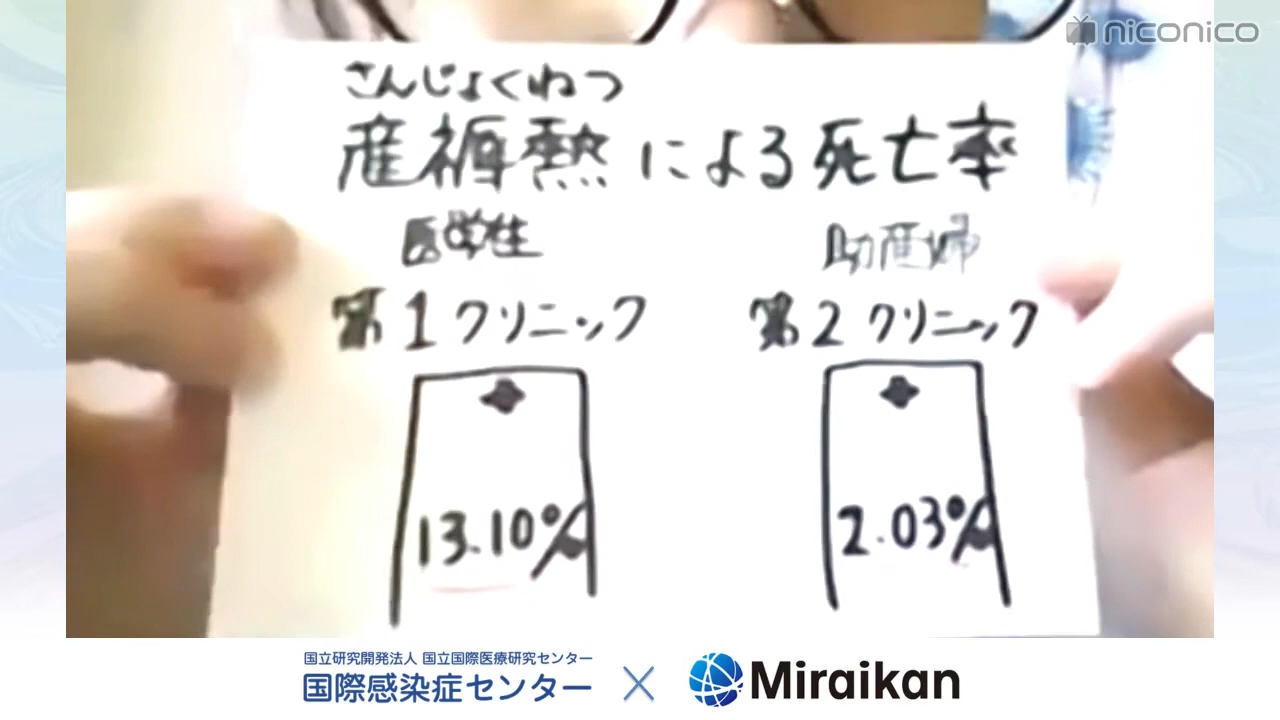 niconico
さんじょくねつ
産褥熱による死亡率
医学生
助産婦
第1クリニック
第2クリニック
13.10%
2.03%
国立研究開発法人 国立国際医療研究センター
国際感染症センター
×
Miraikan